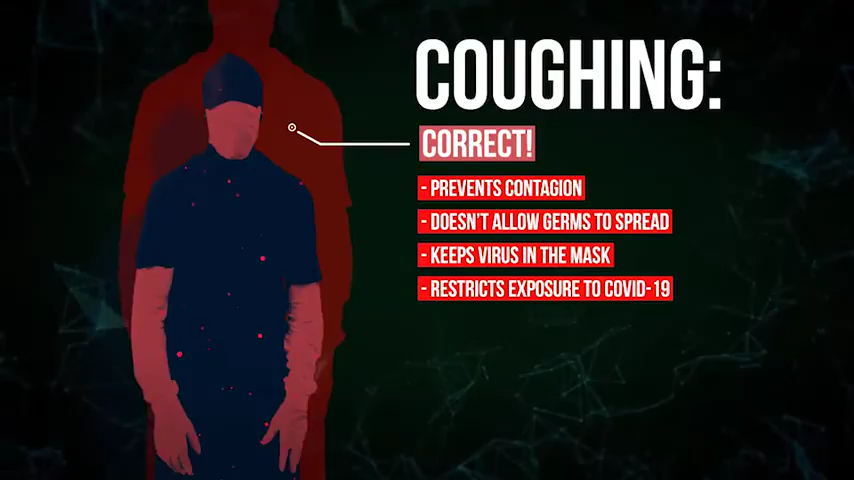 COUGHING:
CORRECT!
- PREVENTS CONTAGION
- DOESN'T ALLOW GERMS TO SPREAD
- KEEPS VIRUS IN THE MASK
- RESTRICTS EXPOSURE TO COVID-19